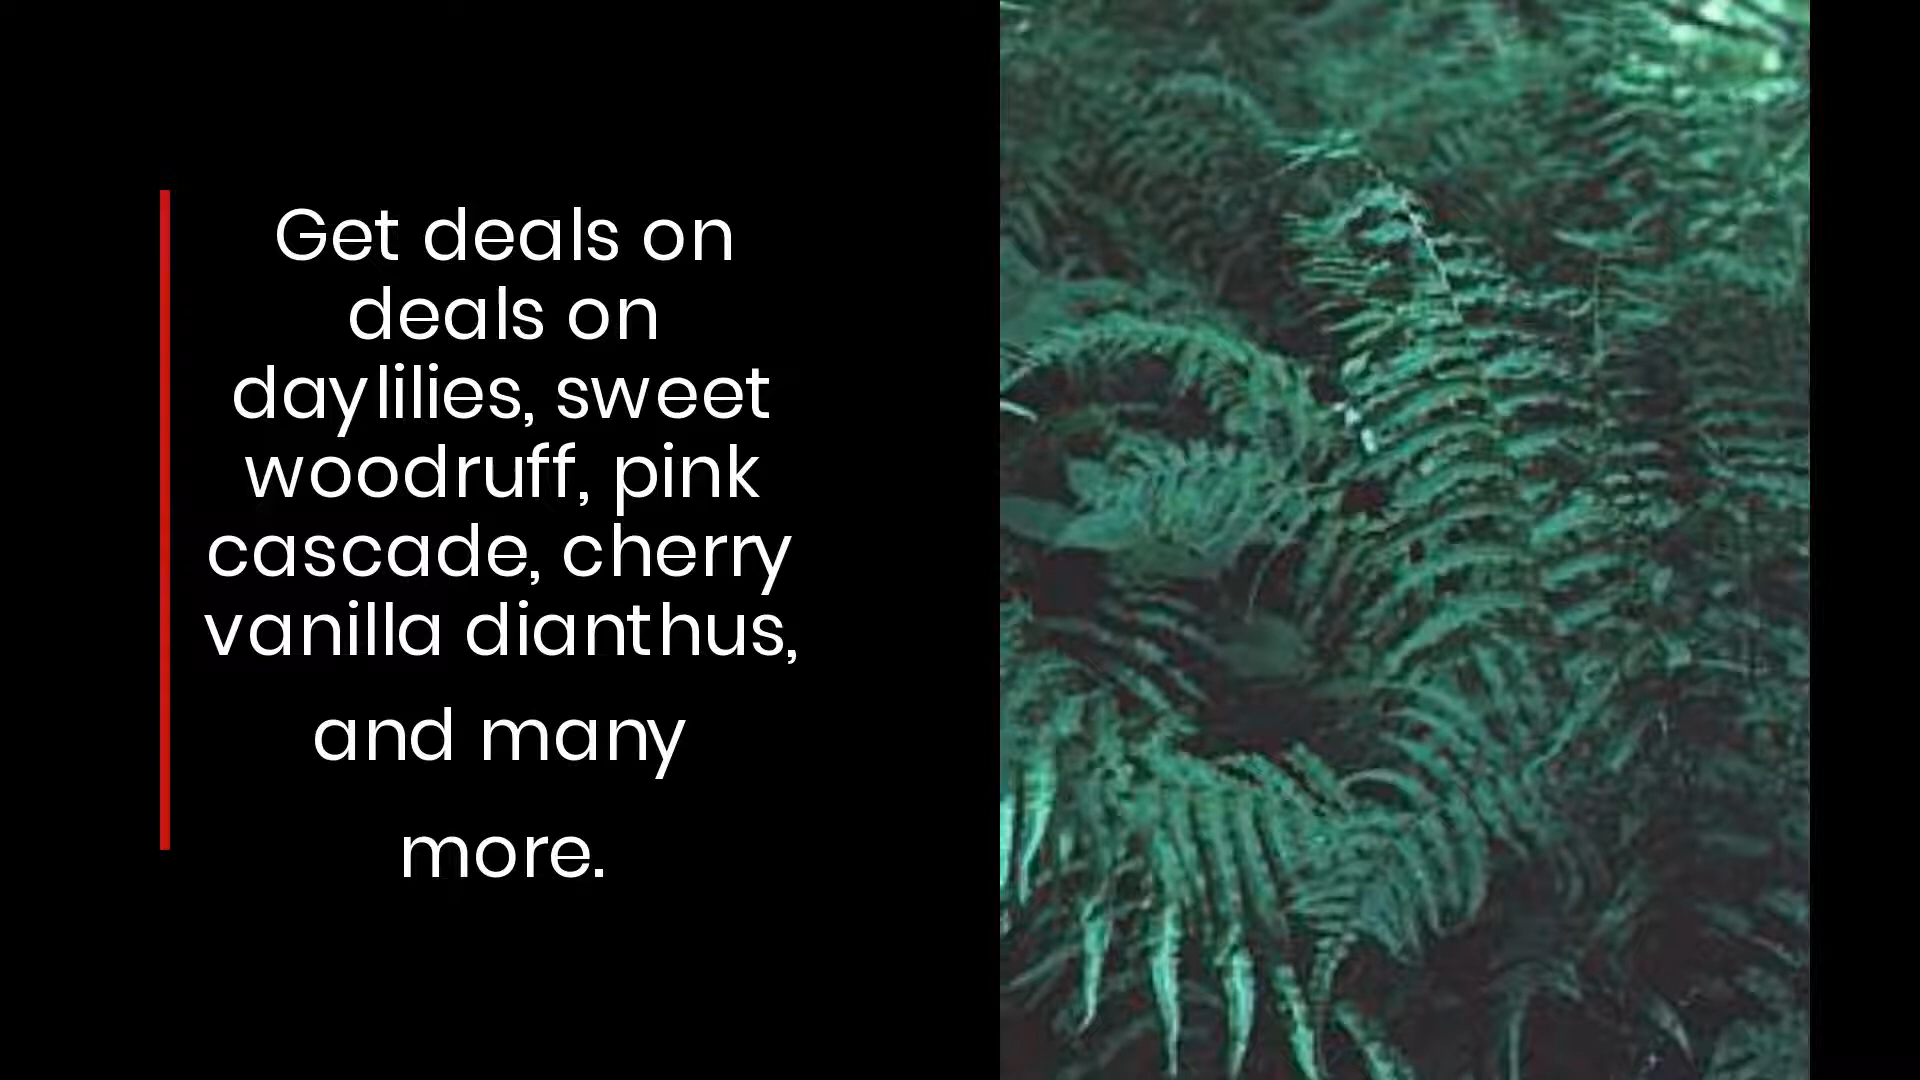 Get deals on
deals on
daylilies, sweet
woodruff, pink
cascade, cherry
vanilla dianthus,
and many
more.